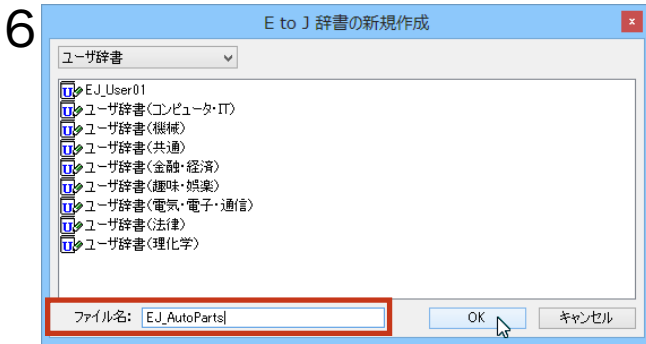 6
E to J 辞書の新規作成
x
ユーザ辞書
EJ_User01
ユーザ辞書(コンピュータ・IT)
ユーザ辞書(機械)
ユーザ辞書(共通)
ユーザ辞書(金融・経済)
ユーザ辞書(趣味・娯楽)
ユーザ辞書(電気・電子・通信)
ユーザ辞書(法律)
ユーザ辞書(理化学)
ファイル名: EJ_AutoParts OK キャンセル